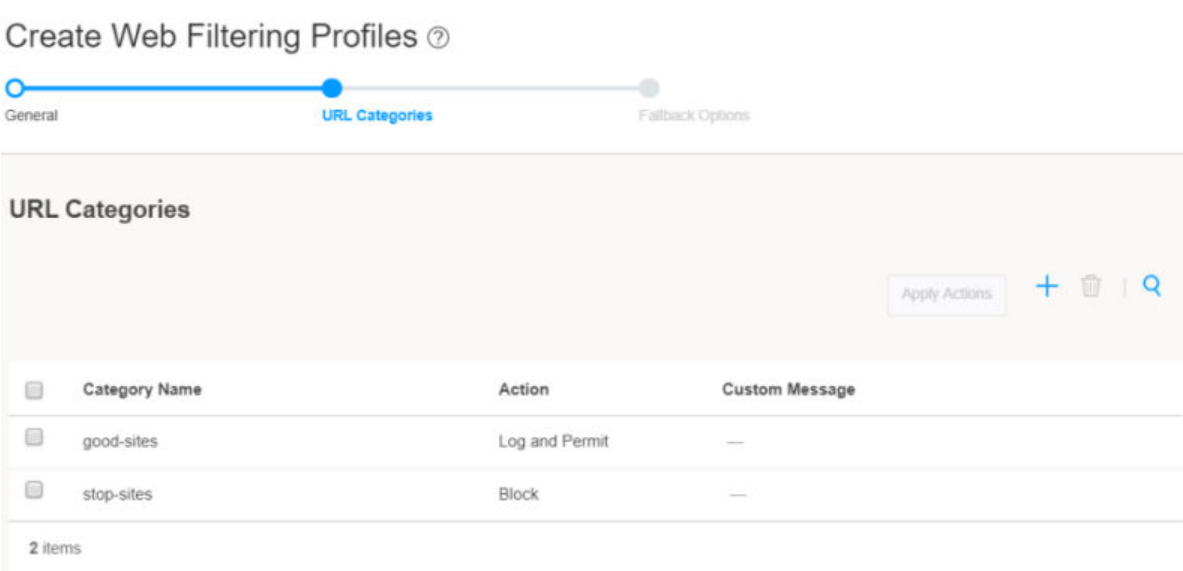 Create Web Filtering Profiles ?
General URL Categories Fallback Options
URL Categories
Apply Actions
Category Name Action Custom Message
good-sites Log and Permit —
stop-sites Block —
2 items